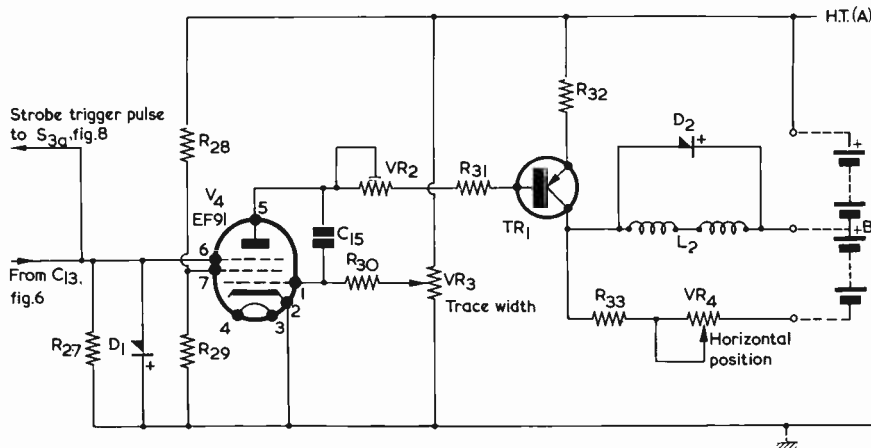 H.T.(A)
Strobe trigger pulse
to S3a, fig.8
R28
V4
EF91
5
VR2
R31
R32
TR1
D2
+
L2
+
+B
C15
6
7
From C13,
fig.6
R30
1
2
3
4
VR3
Trace width
R33
VR4
Horizontal
position
R27
D1
+
R29